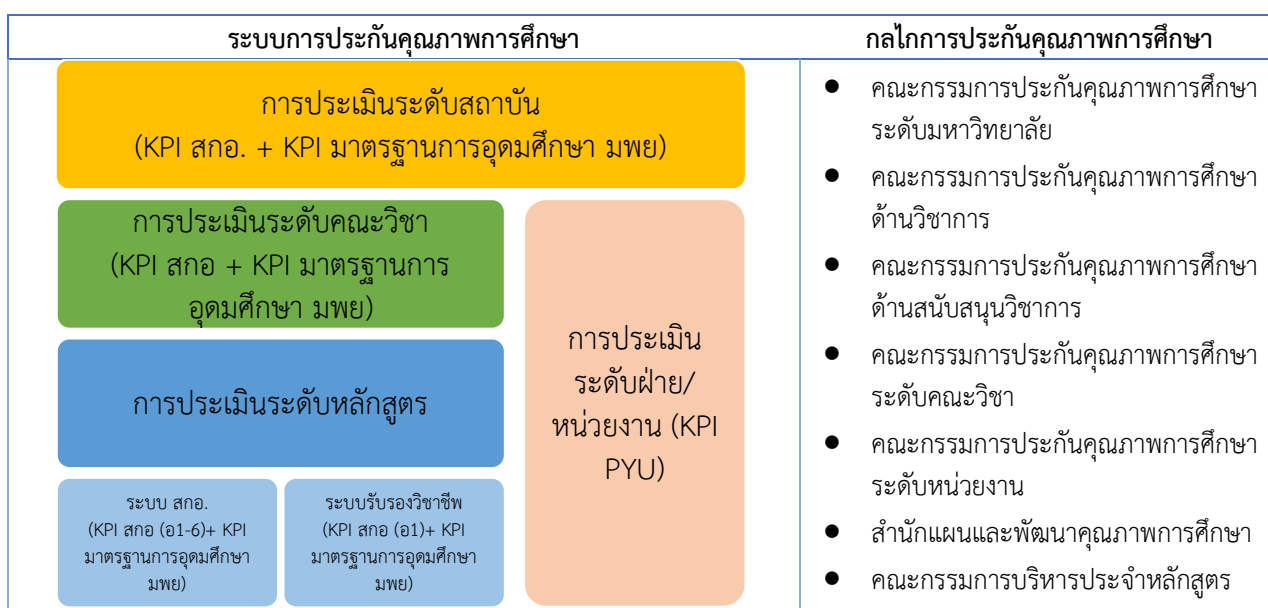 ระบบการประกันคุณภาพการศึกษา
กลไกการประกันคุณภาพการศึกษา
การประเมินระดับสถาบัน
(KPI สกอ. + KPI มาตรฐานการอุดมศึกษา มพย)
การประเมินระดับคณะวิชา
(KPI สกอ + KPI มาตรฐานการ
อุดมศึกษา มพย)
การประเมินระดับหลักสูตร
ระบบ สกอ.
(KPI สกอ (อ1-6)+ KPI
มาตรฐานการอุดมศึกษา
มพย)
ระบบรับรองวิชาชีพ
(KPI สกอ (อ1)+ KPI
มาตรฐานการอุดมศึกษา
มพย)
การประเมิน
ระดับฝ่าย/
หน่วยงาน (KPI
PYU)
● คณะกรรมการประกันคุณภาพการศึกษา
ระดับมหาวิทยาลัย
● คณะกรรมการประกันคุณภาพการศึกษา
ด้านวิชาการ
● คณะกรรมการประกันคุณภาพการศึกษา
ด้านสนับสนุนวิชาการ
● คณะกรรมการประกันคุณภาพการศึกษา
ระดับคณะวิชา
● คณะกรรมการประกันคุณภาพการศึกษา
ระดับหน่วยงาน
● สำนักแผนและพัฒนาคุณภาพการศึกษา
● คณะกรรมการบริหารประจำหลักสูตร